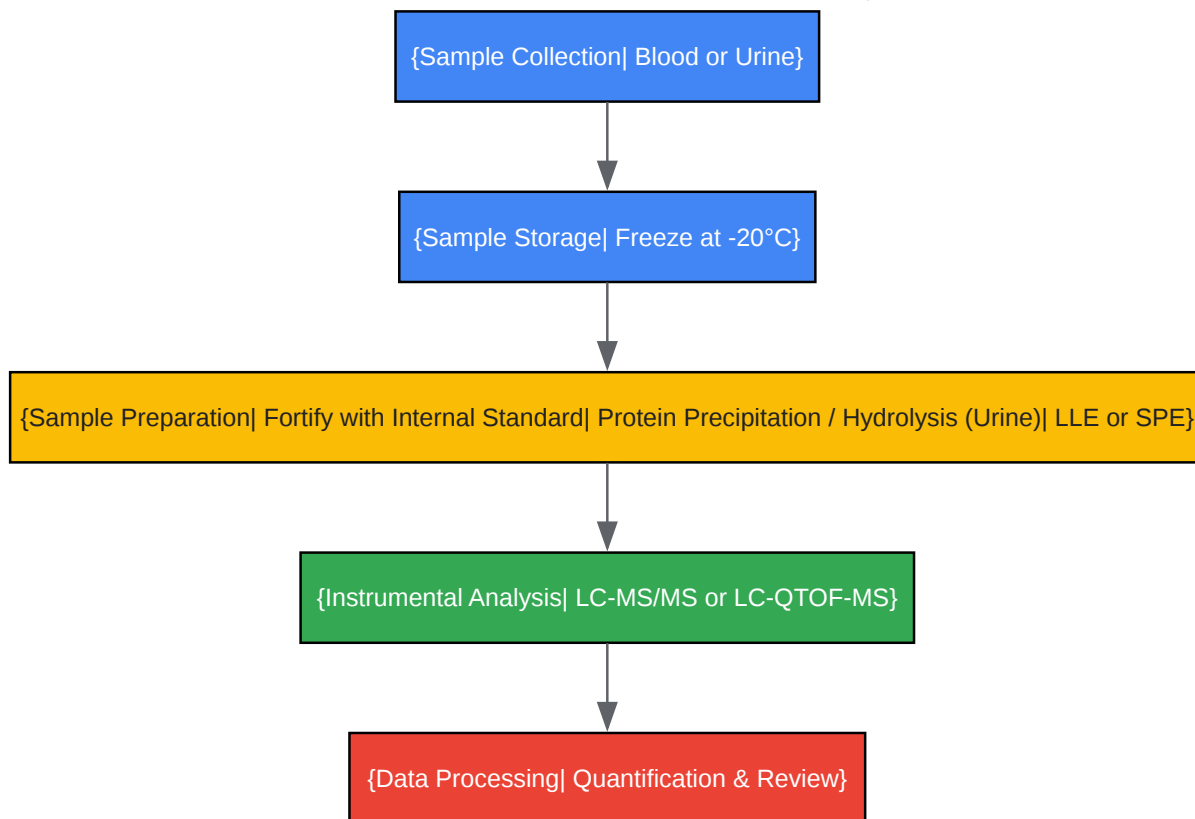 {Sample Collection| Blood or Urine}
{Sample Storage| Freeze at -20°C}
{Sample Preparation| Fortify with Internal Standard| Protein Precipitation / Hydrolysis (Urine)| LLE or SPE}
{Instrumental Analysis| LC-MS/MS or LC-QTOF-MS}
{Data Processing| Quantification & Review}